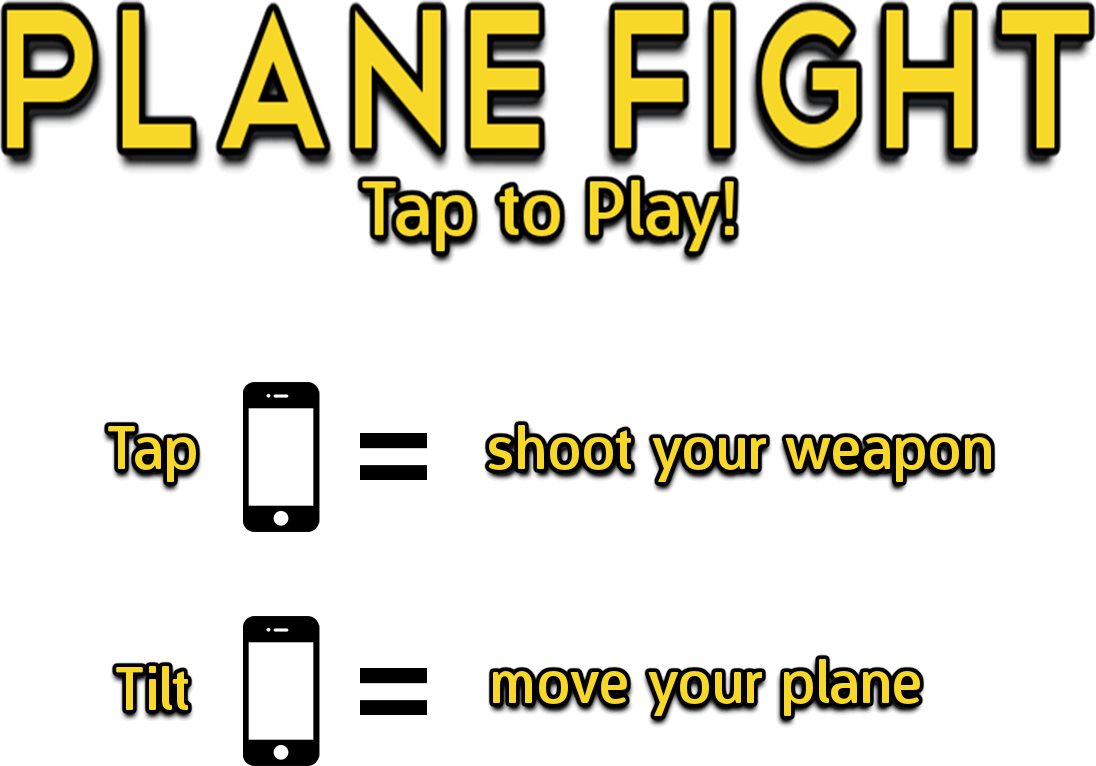 PLANE FIGHT
Tap to Play!
Tap = shoot your weapon
Tilt = move your plane